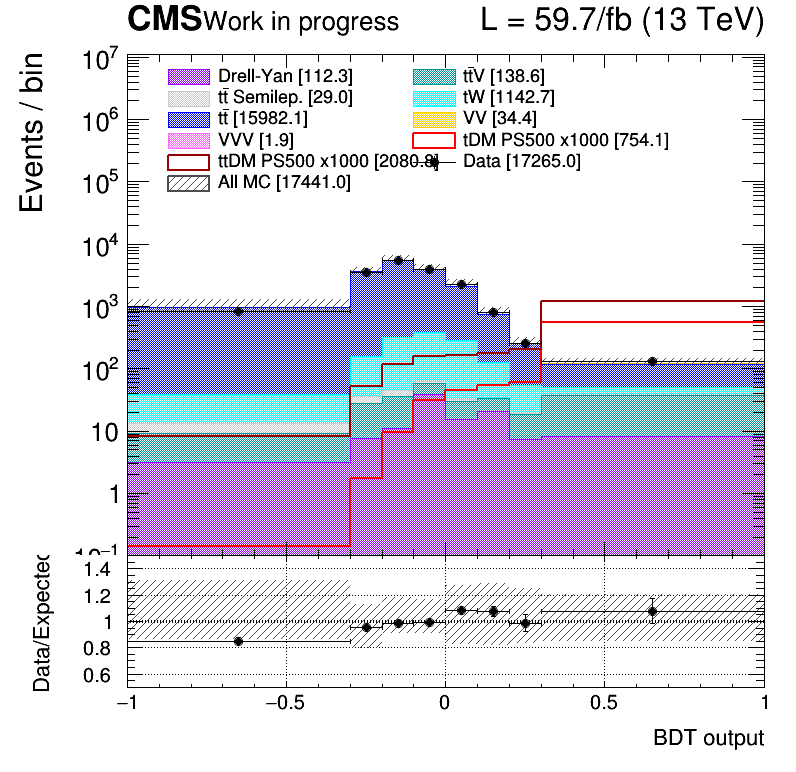 CMS Work in progress L = 59.7/fb (13 TeV)
Events / bin
10⁷
10⁶
10⁵
10⁴
10³
10²
10
1
10⁻¹
Drell-Yan [112.3] tt̄V [138.6]
tt̄ Semilep. [29.0] tW [1142.7]
tt̄ [15982.1] VV [34.4]
VVV [1.9] tDM PS500 x1000 [754.1]
ttDM PS500 x1000 [2080.8] Data [17265.0]
All MC [17441.0]
Data/Expected
1.4
1.2
1
0.8
0.6
−1 −0.5 0 0.5 1
BDT output